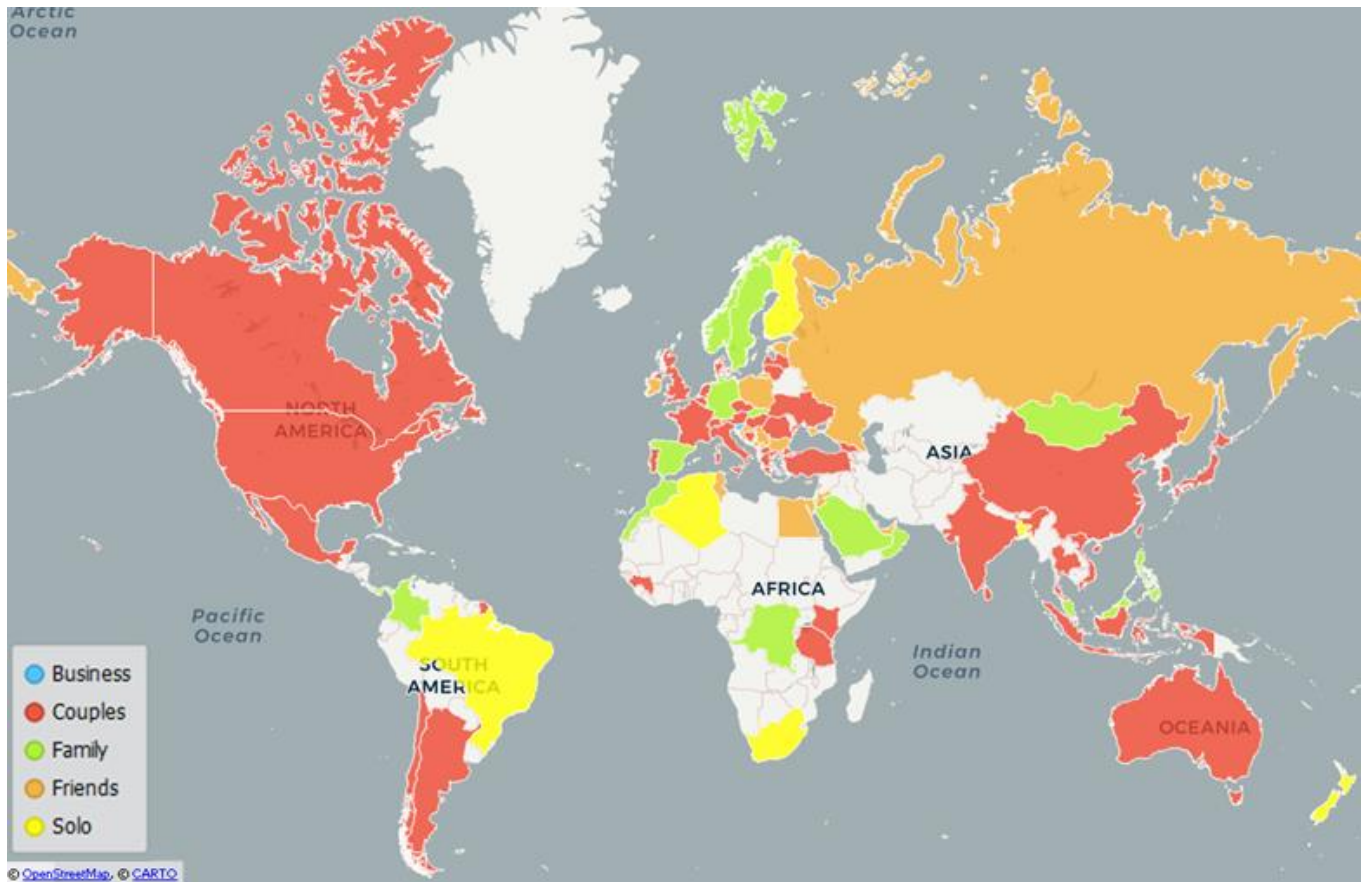 Arctic
Ocean
NORTH
AMERICA
ASIA
AFRICA
Pacific
Ocean
SOUTH
AMERICA
Indian
Ocean
OCEANIA
Business
Couples
Family
Friends
Solo
© OpenStreetMap, © CARTO